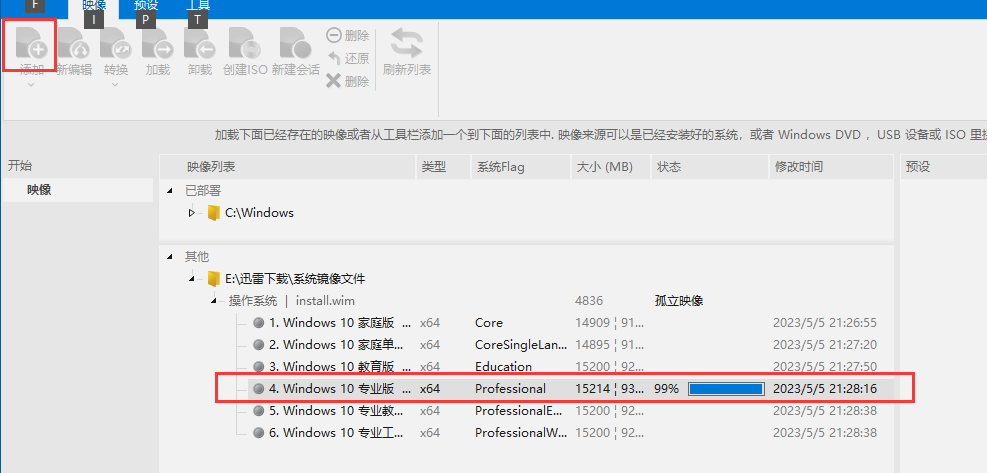 F 映像 预设 工具
I P T
添加 新编辑 转换 加载 卸载 创建ISO 新建会话 删除 还原 删除 刷新列表
加载下面已经存在的映像或者从工具栏添加一个到下面的列表中. 映像来源可以是已经安装好的系统，或者 Windows DVD ，USB 设备或 ISO 里
开始 映像列表 类型 系统Flag 大小 (MB) 状态 修改时间 预设
映像 已部署
C:\Windows
其他
E:\迅雷下载\系统镜像文件
操作系统 | install.wim 4836 孤立映像
1. Windows 10 家庭版 ... x64 Core 14909 ¦ 91... 2023/5/5 21:26:55
2. Windows 10 家庭单... x64 CoreSingleLan... 14895 ¦ 91... 2023/5/5 21:27:20
3. Windows 10 教育版 ... x64 Education 15200 ¦ 92... 2023/5/5 21:27:50
4. Windows 10 专业版 ... x64 Professional 15214 ¦ 93... 99% 2023/5/5 21:28:16
5. Windows 10 专业教... x64 ProfessionalE... 15200 ¦ 92... 2023/5/5 21:28:38
6. Windows 10 专业工... x64 ProfessionalW... 15200 ¦ 92... 2023/5/5 21:28:38